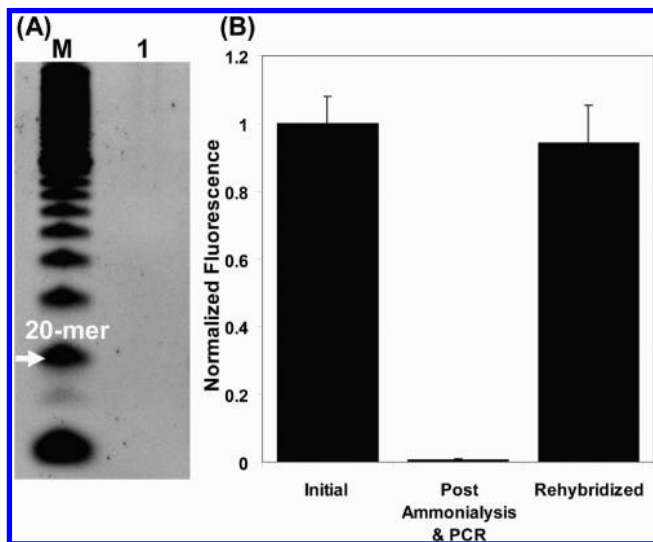 (A)
M 1
20-mer
(B)
Normalized Fluorescence
1.2
1
0.8
0.6
0.4
0.2
0
Initial
Post
Ammonialysis
& PCR
Rehybridized